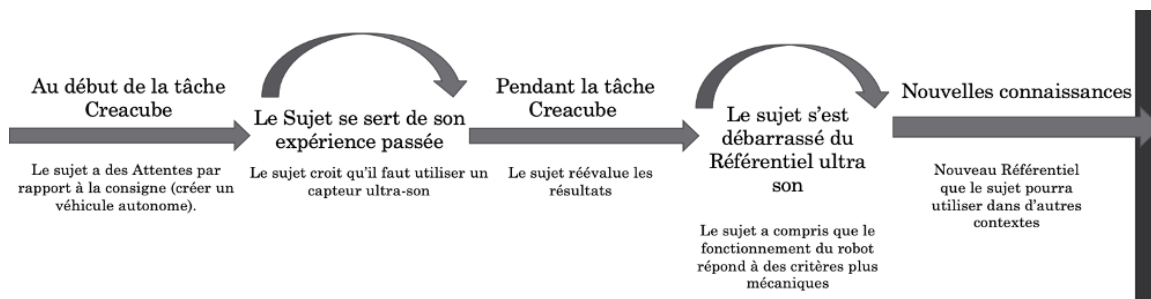 Au début de la tâche
Creacube
Le sujet a des Attentes par
rapport à la consigne (créer un
véhicule autonome).
Le Sujet se sert de son
expérience passée
Le sujet croit qu'il faut utiliser un
capteur ultra-son
Pendant la tâche
Creacube
Le sujet réévalue les
résultats
Le sujet s'est
débarrassé du
Référentiel ultra
son
Le sujet a compris que le
fonctionnement du robot
répond à des critères plus
mécaniques
Nouvelles connaissances
Nouveau Référentiel
que le sujet pourra
utiliser dans d'autres
contextes